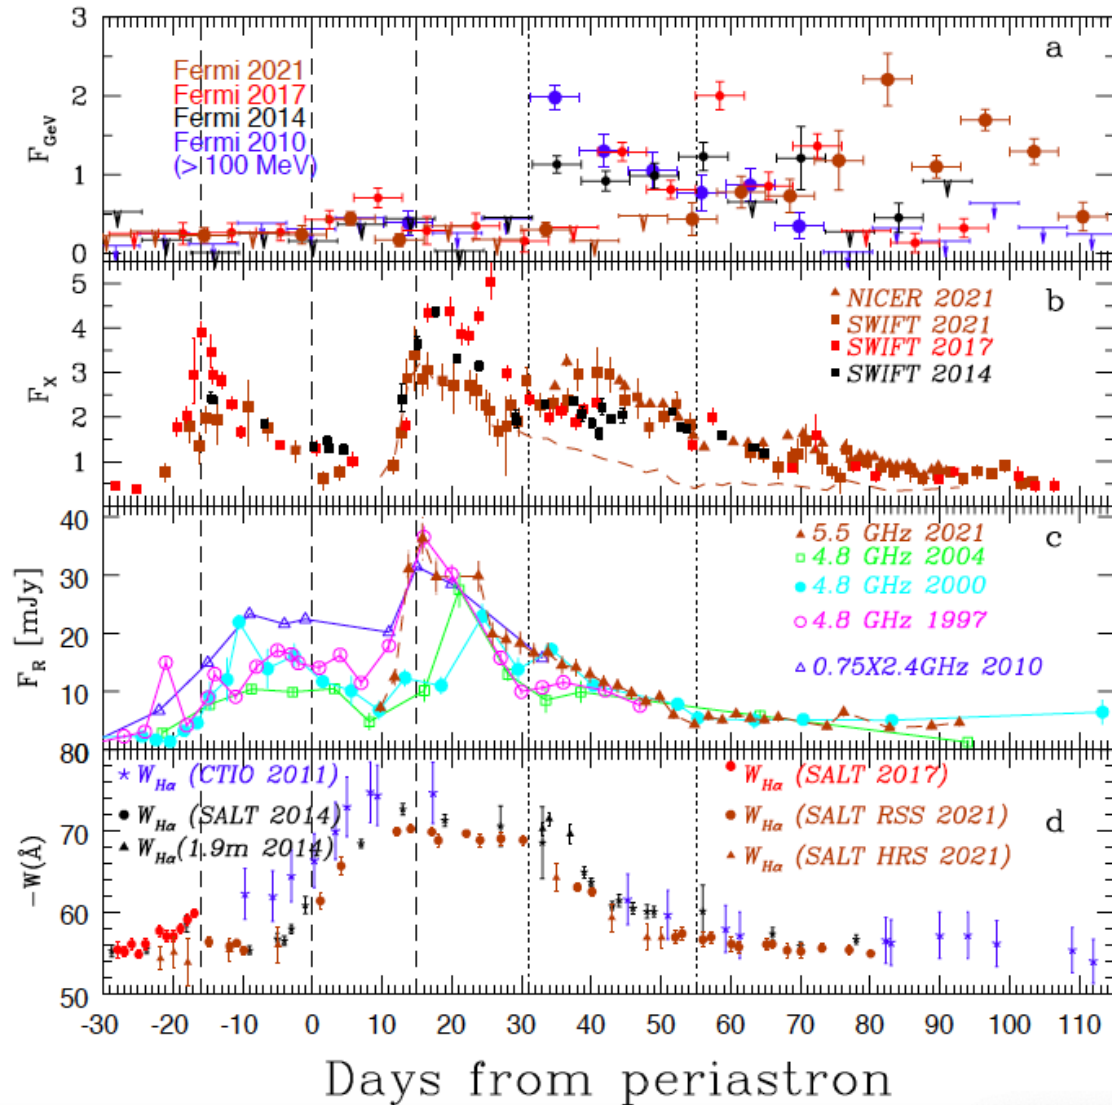 3
a
Fermi 2021
Fermi 2017
2
Fermi 2014
F_GeV
Fermi 2010
(> 100 MeV)
1
0
5
b
NICER 2021
SWIFT 2021
4
SWIFT 2017
F_X
3
SWIFT 2014
2
1
40
5.5 GHz 2021
c
4.8 GHz 2004
30
4.8 GHz 2000
F_R [mJy]
4.8 GHz 1997
20
0.75X2.4GHz 2010
10
80
W_Hα (CTIO 2011)
W_Hα (SALT 2017)
W_Hα (SALT 2014)
W_Hα (SALT RSS 2021)
d
70
W_Hα(1.9m 2014)
W_Hα (SALT HRS 2021)
-W(Å)
60
50
-30 -20 -10 0 10 20 30 40 50 60 70 80 90 100 110
Days from periastron